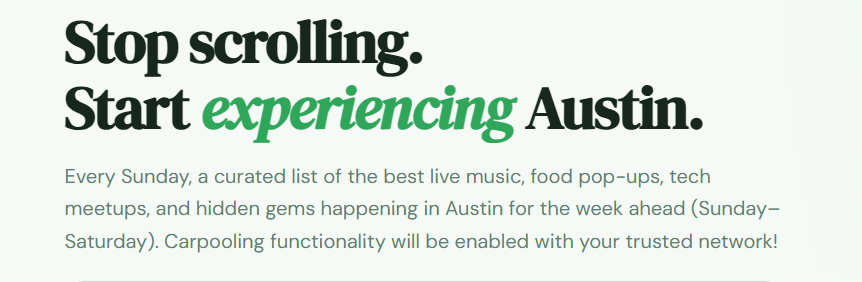 Stop scrolling.
Start experiencing Austin.
Every Sunday, a curated list of the best live music, food pop-ups, tech
meetups, and hidden gems happening in Austin for the week ahead (Sunday–
Saturday). Carpooling functionality will be enabled with your trusted network!